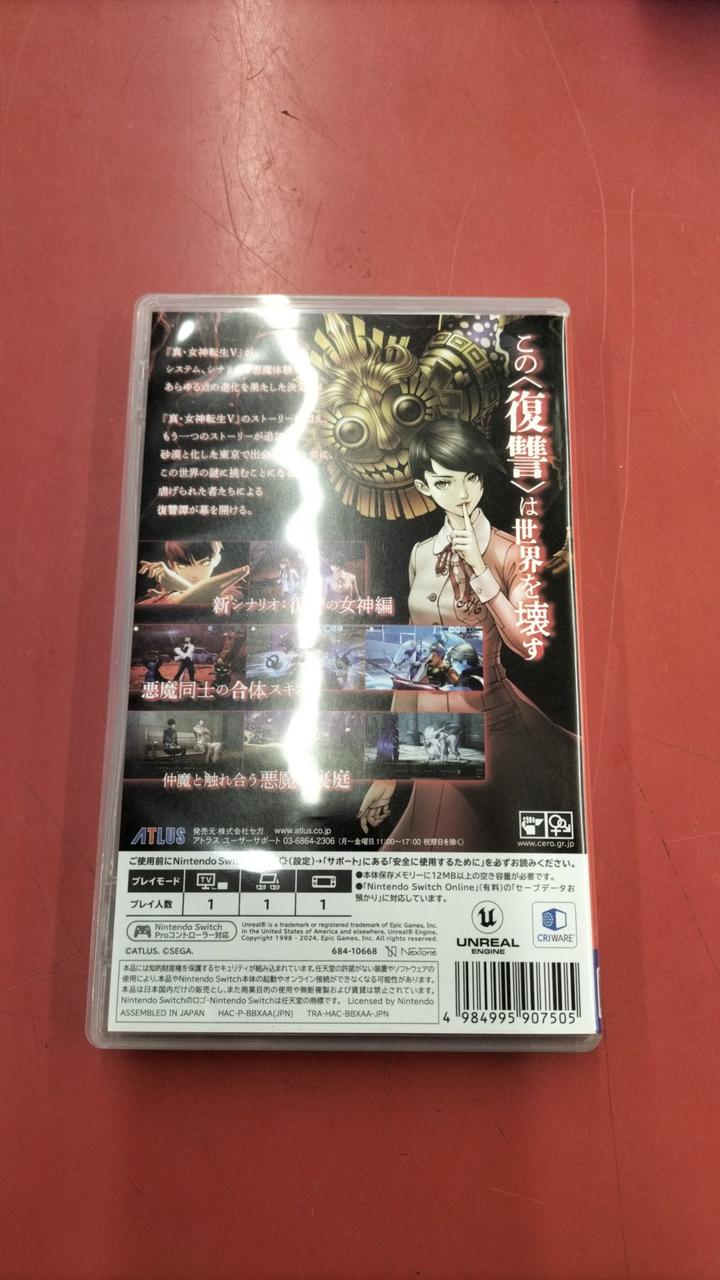 『真・女神転生Ⅴ』が
システム、シナリ
悪魔体験
あらゆる点の進化を果たした決定
『真・女神転生Ⅴ』のストーリー
もう一つのストーリーが追加
砂漠と化した東京で出会
共に、
この世界の謎に挑むことにな
虐げられた者たちによる
復讐譚が幕を開ける。
この〈復讐〉は世界を壊す
新シナリオ:復
の女神編
悪魔同士の合体スキ
仲魔と触れ合う悪魔
裏庭
ATLUS 発売元:株式会社セガ www.atlus.co.jp
アトラス ユーザーサポート 03-6864-2306 (月〜金曜日 11:00〜17:00 祝祭日を除く)
www.cero.gr.jp
ご使用前にNintendo Swit
(設定)→「サポート」にある「安全に使用するために」を必ずお読みください。
プレイモード TV
プレイ人数 1 1 1
●本体保存メモリーに12MB以上の空き容量が必要です。
●「Nintendo Switch Online」(有料)の「セーブデータお
預かり」に対応しています。
Nintendo Switch
Proコントローラー対応
Unreal® is a trademark or registered trademark of Epic Games, Inc.
in the United States of America and elsewhere. Unreal® Engine,
Copyright 1998 - 2024, Epic Games, Inc. All rights reserved.
UNREAL
ENGINE
CRIWARE
©ATLUS. ©SEGA.
684-10668 NexTone
本品には知的財産権を保護するセキュリティが組み込まれています。任天堂の許諾がない装置やソフトウェアの
使用により、本品やNintendo Switch本体の起動やオンライン接続ができなくなる可能性があります。
本品は日本国内だけの販売とし、また商業目的の使用や無断複製および賃貸は禁止されています。
Nintendo Switchのロゴ・Nintendo Switchは任天堂の商標です。 Licensed by Nintendo
ASSEMBLED IN JAPAN HAC-P-BBXAA(JPN) TRA-HAC-BBXAA-JPN
4 984995 907505